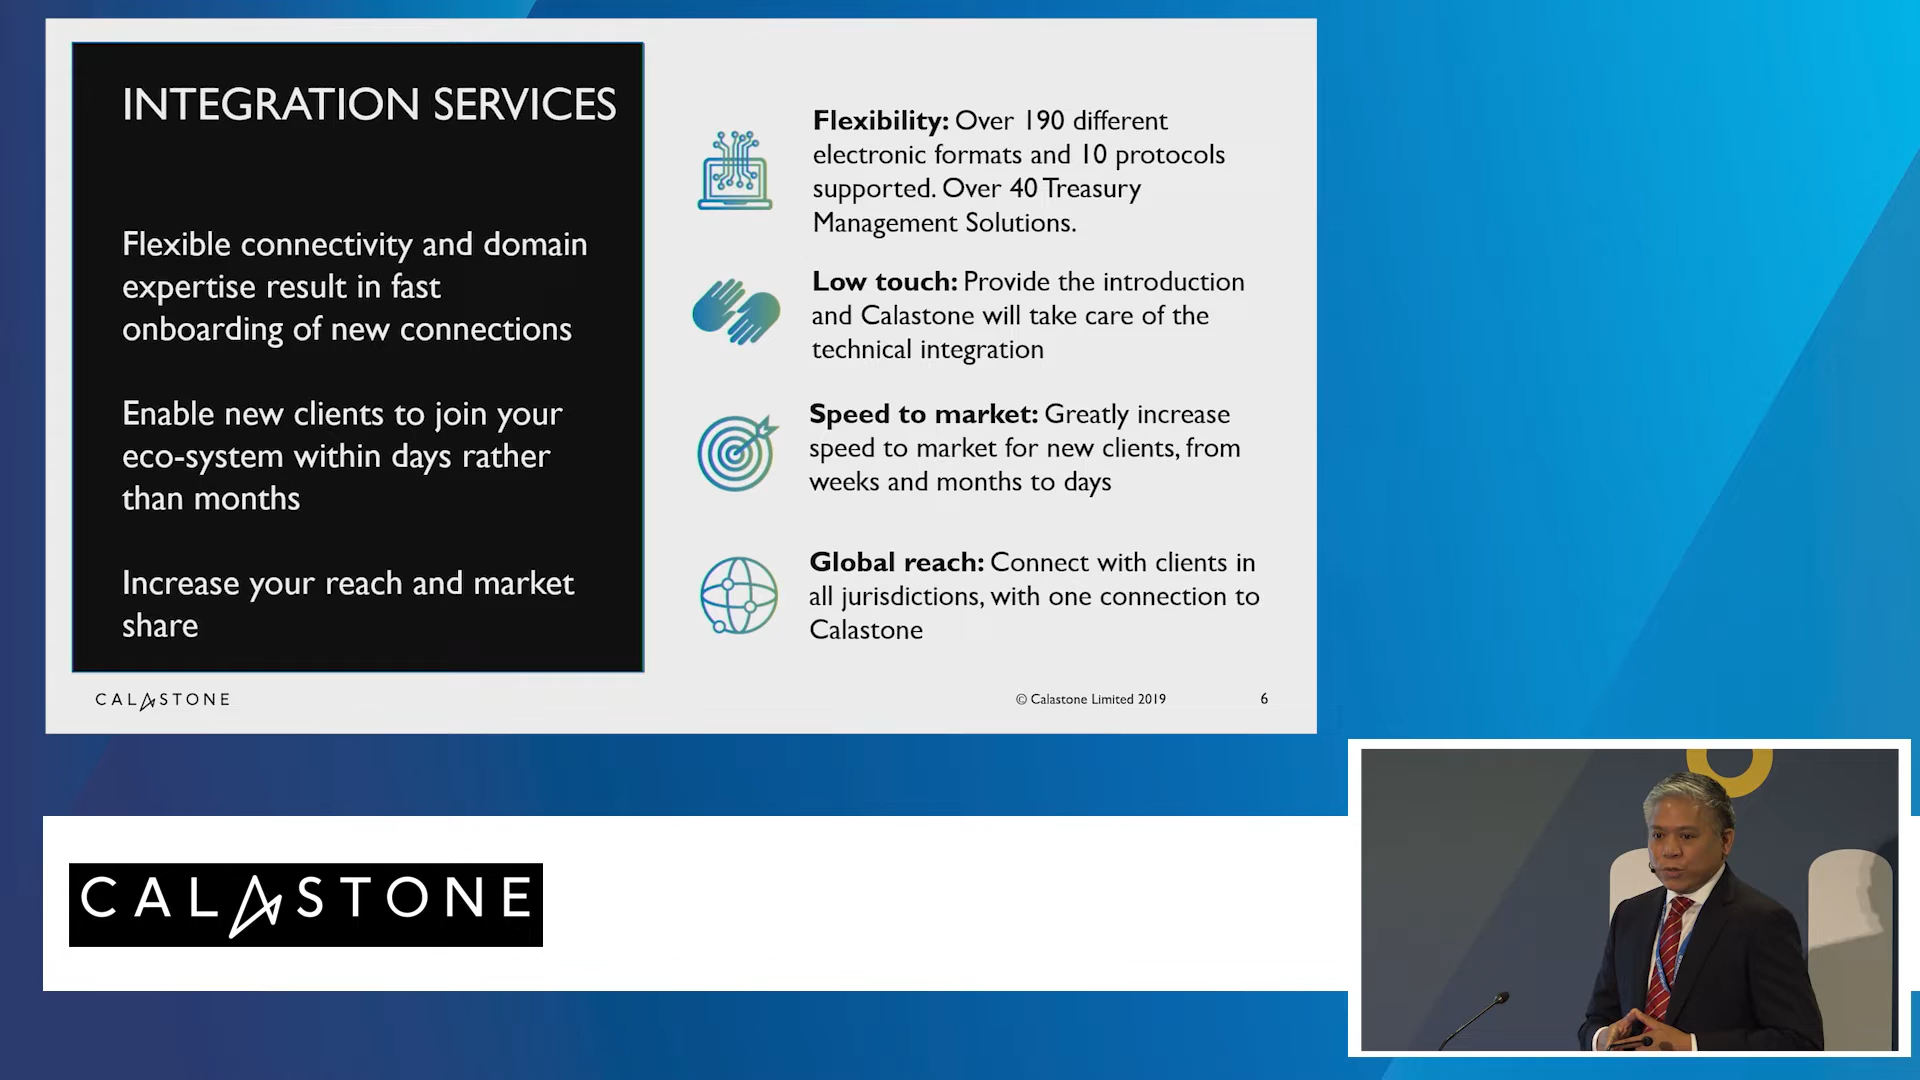 INTEGRATION SERVICES
Flexible connectivity and domain
expertise result in fast
onboarding of new connections
Enable new clients to join your
eco-system within days rather
than months
Increase your reach and market
share
Flexibility: Over 190 different
electronic formats and 10 protocols
supported. Over 40 Treasury
Management Solutions.
Low touch: Provide the introduction
and Calastone will take care of the
technical integration
Speed to market: Greatly increase
speed to market for new clients, from
weeks and months to days
Global reach: Connect with clients in
all jurisdictions, with one connection to
Calastone
CALASTONE
© Calastone Limited 2019
6
CALASTONE